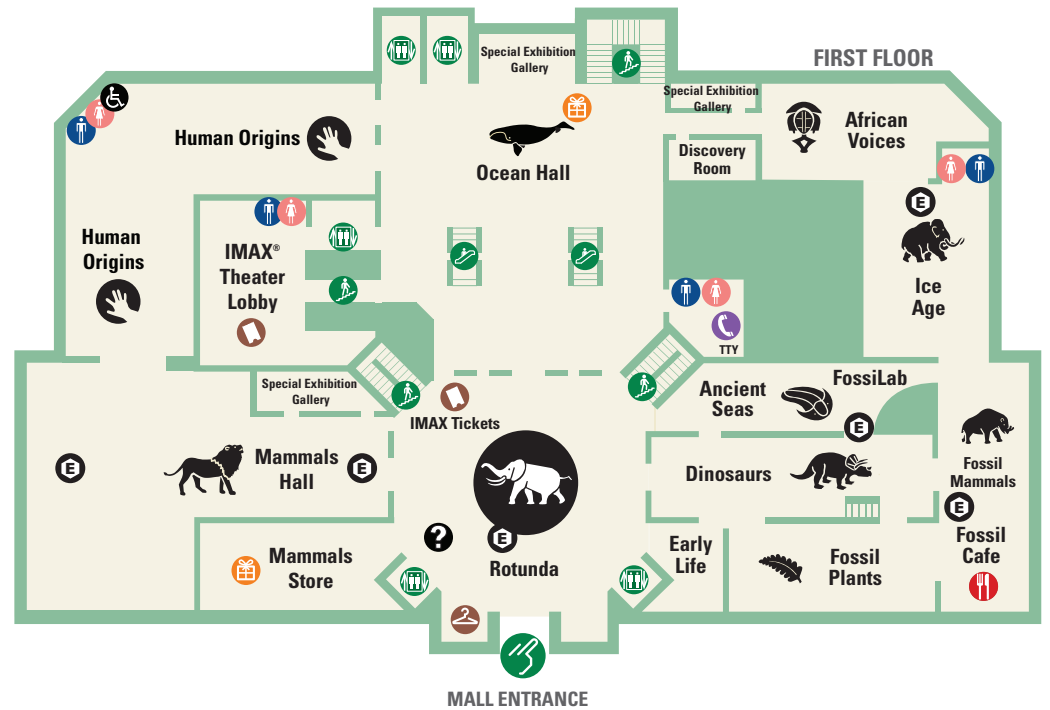 FIRST FLOOR
Special Exhibition
Gallery
Special Exhibition
Gallery
Human Origins
African
Voices
Ocean Hall
Discovery
Room
Human
Origins
IMAX®
Theater
Lobby
E
Ice
Age
TTY
Special Exhibition
Gallery
IMAX Tickets
Ancient
Seas
FossiLab
E
Mammals
Hall
E
E
Dinosaurs
Fossil
Mammals
E
?
E
Rotunda
Mammals
Store
Early
Life
Fossil
Plants
Fossil
Cafe
MALL ENTRANCE